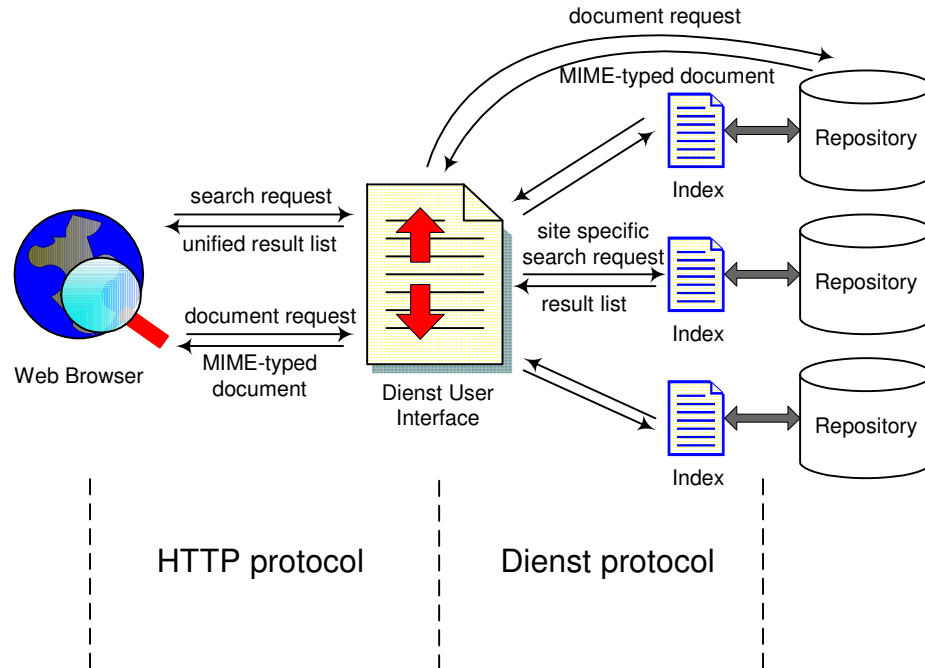 document request
MIME-typed document
Repository
Index
search request
unified result list
site specific
search request
result list
Repository
Index
document request
MIME-typed
document
Web Browser
Dienst User
Interface
Repository
Index
HTTP protocol
Dienst protocol